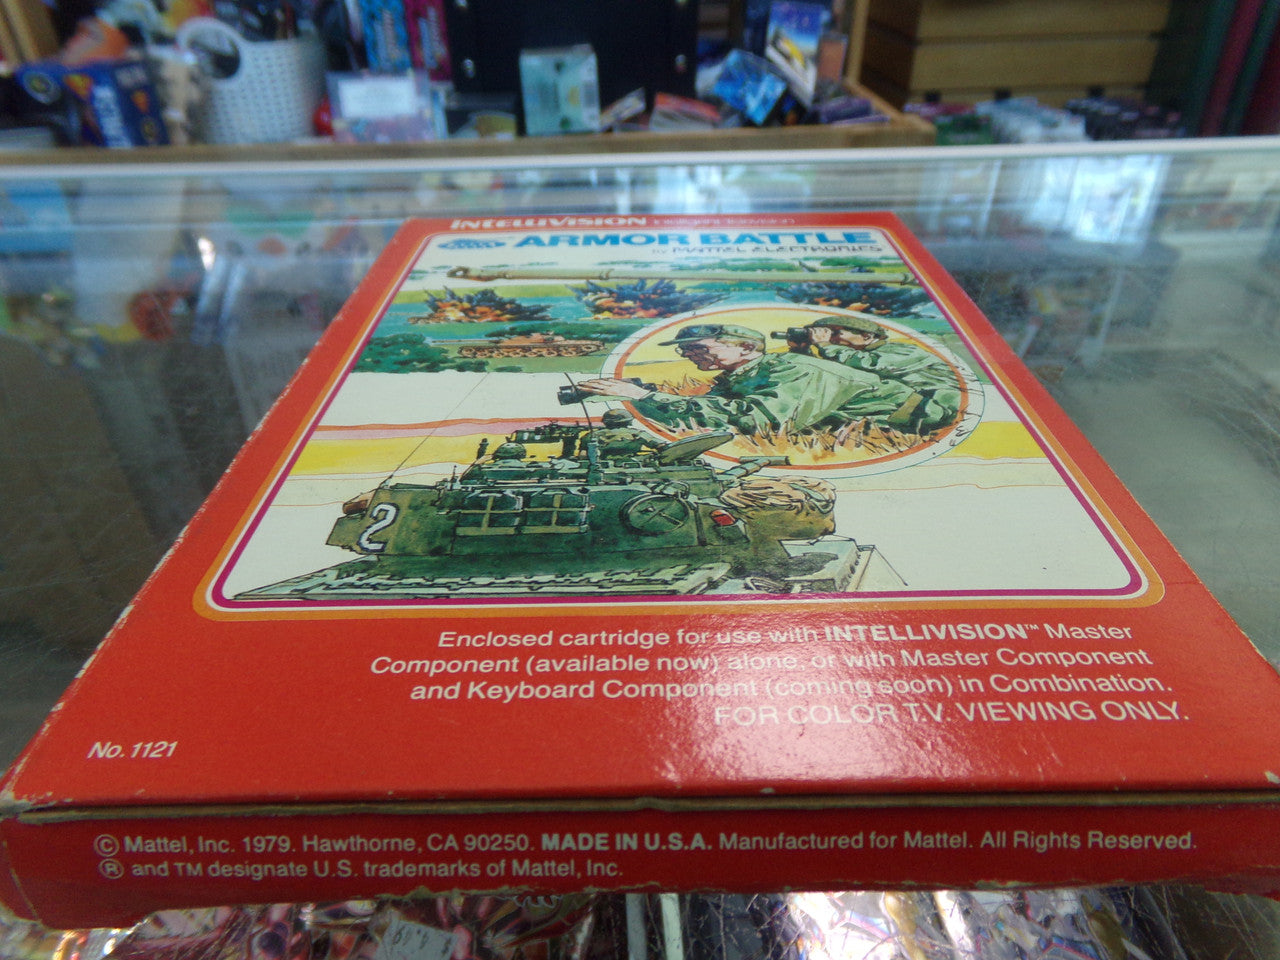 INTELLIVISION
ARMOR BATTLE
BY MATTEL ELECTRONICS
2
Enclosed cartridge for use with INTELLIVISION™ Master
Component (available now) alone, or with Master Component
and Keyboard Component (coming soon) in Combination.
FOR COLOR T.V. VIEWING ONLY.
No. 1121
© Mattel, Inc. 1979. Hawthorne, CA 90250. MADE IN U.S.A. Manufactured for Mattel. All Rights Reserved.
® and TM designate U.S. trademarks of Mattel, Inc.